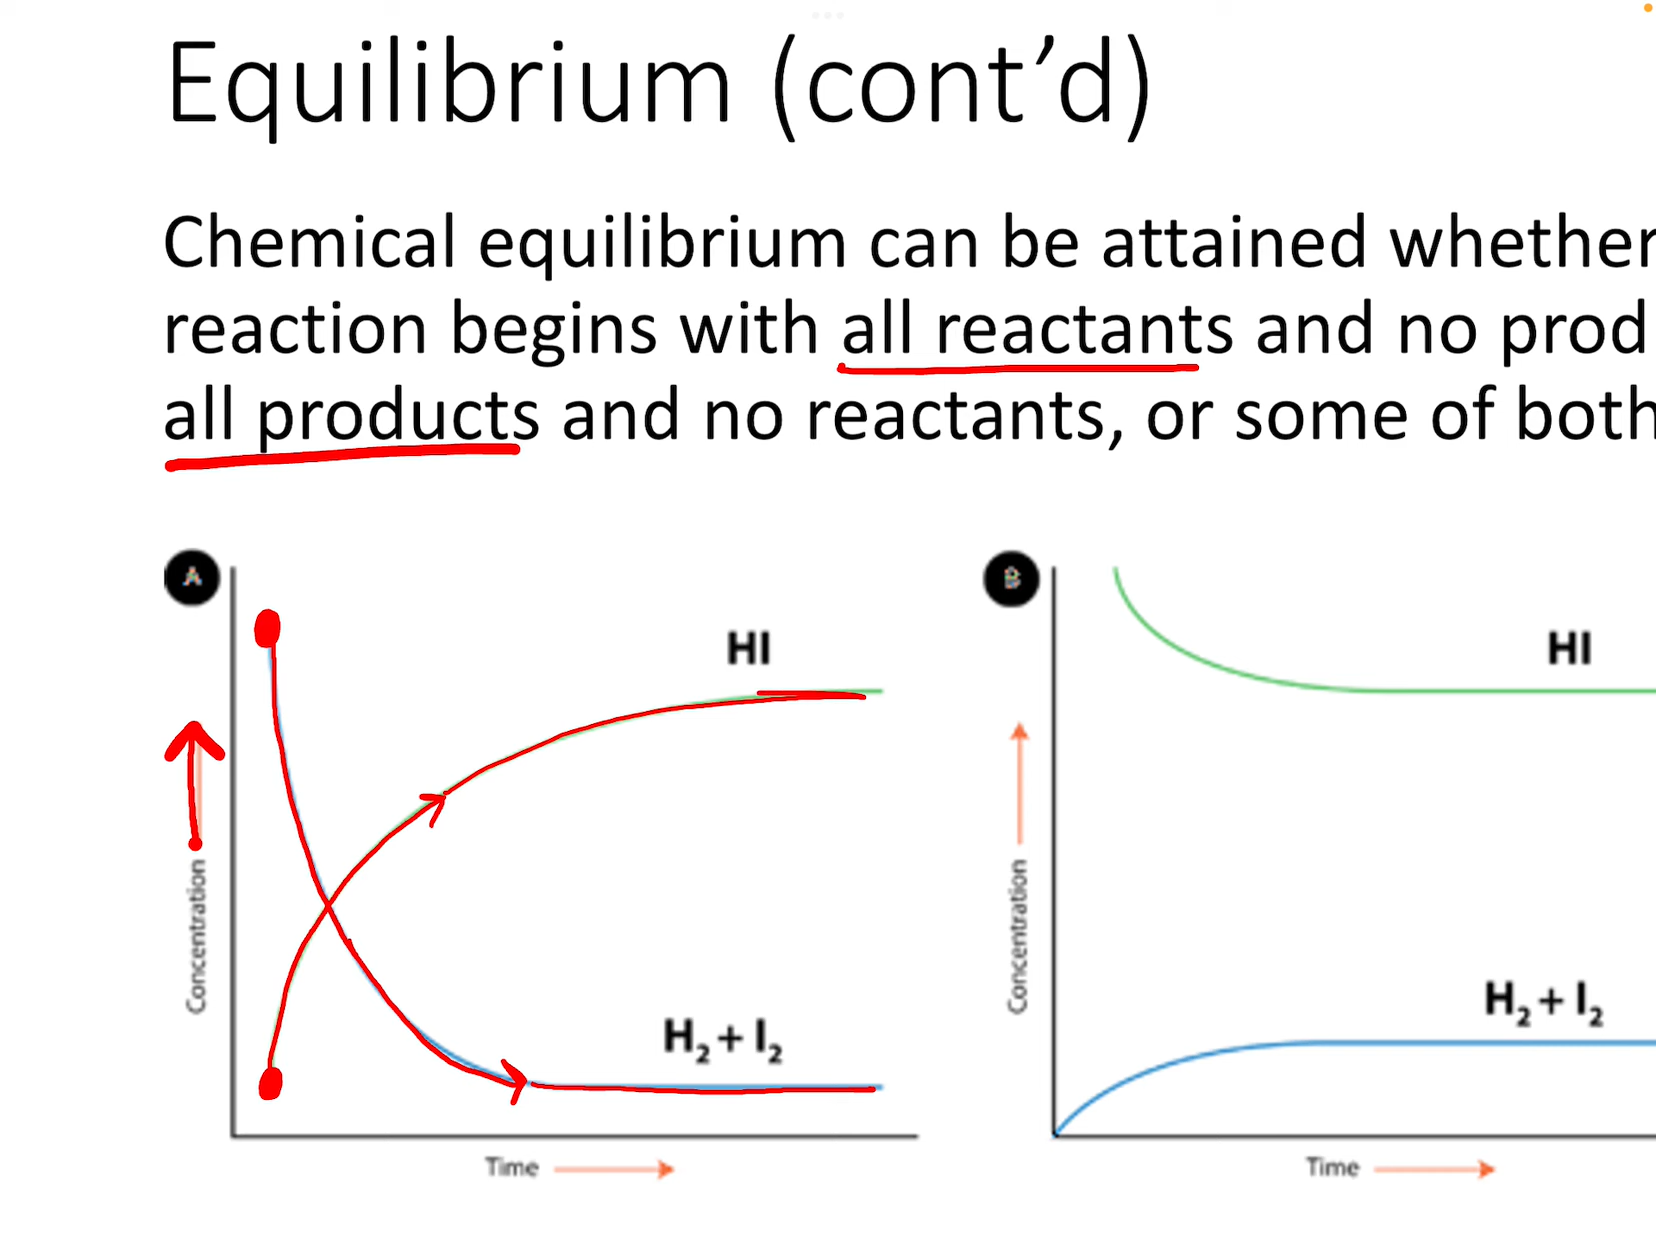 Equilibrium (cont’d)
Chemical equilibrium can be attained whether
reaction begins with all reactants and no prod
all products and no reactants, or some of both
A
HI
H₂ + I₂
Concentration
Time
B
HI
H₂ + I₂
Concentration
Time